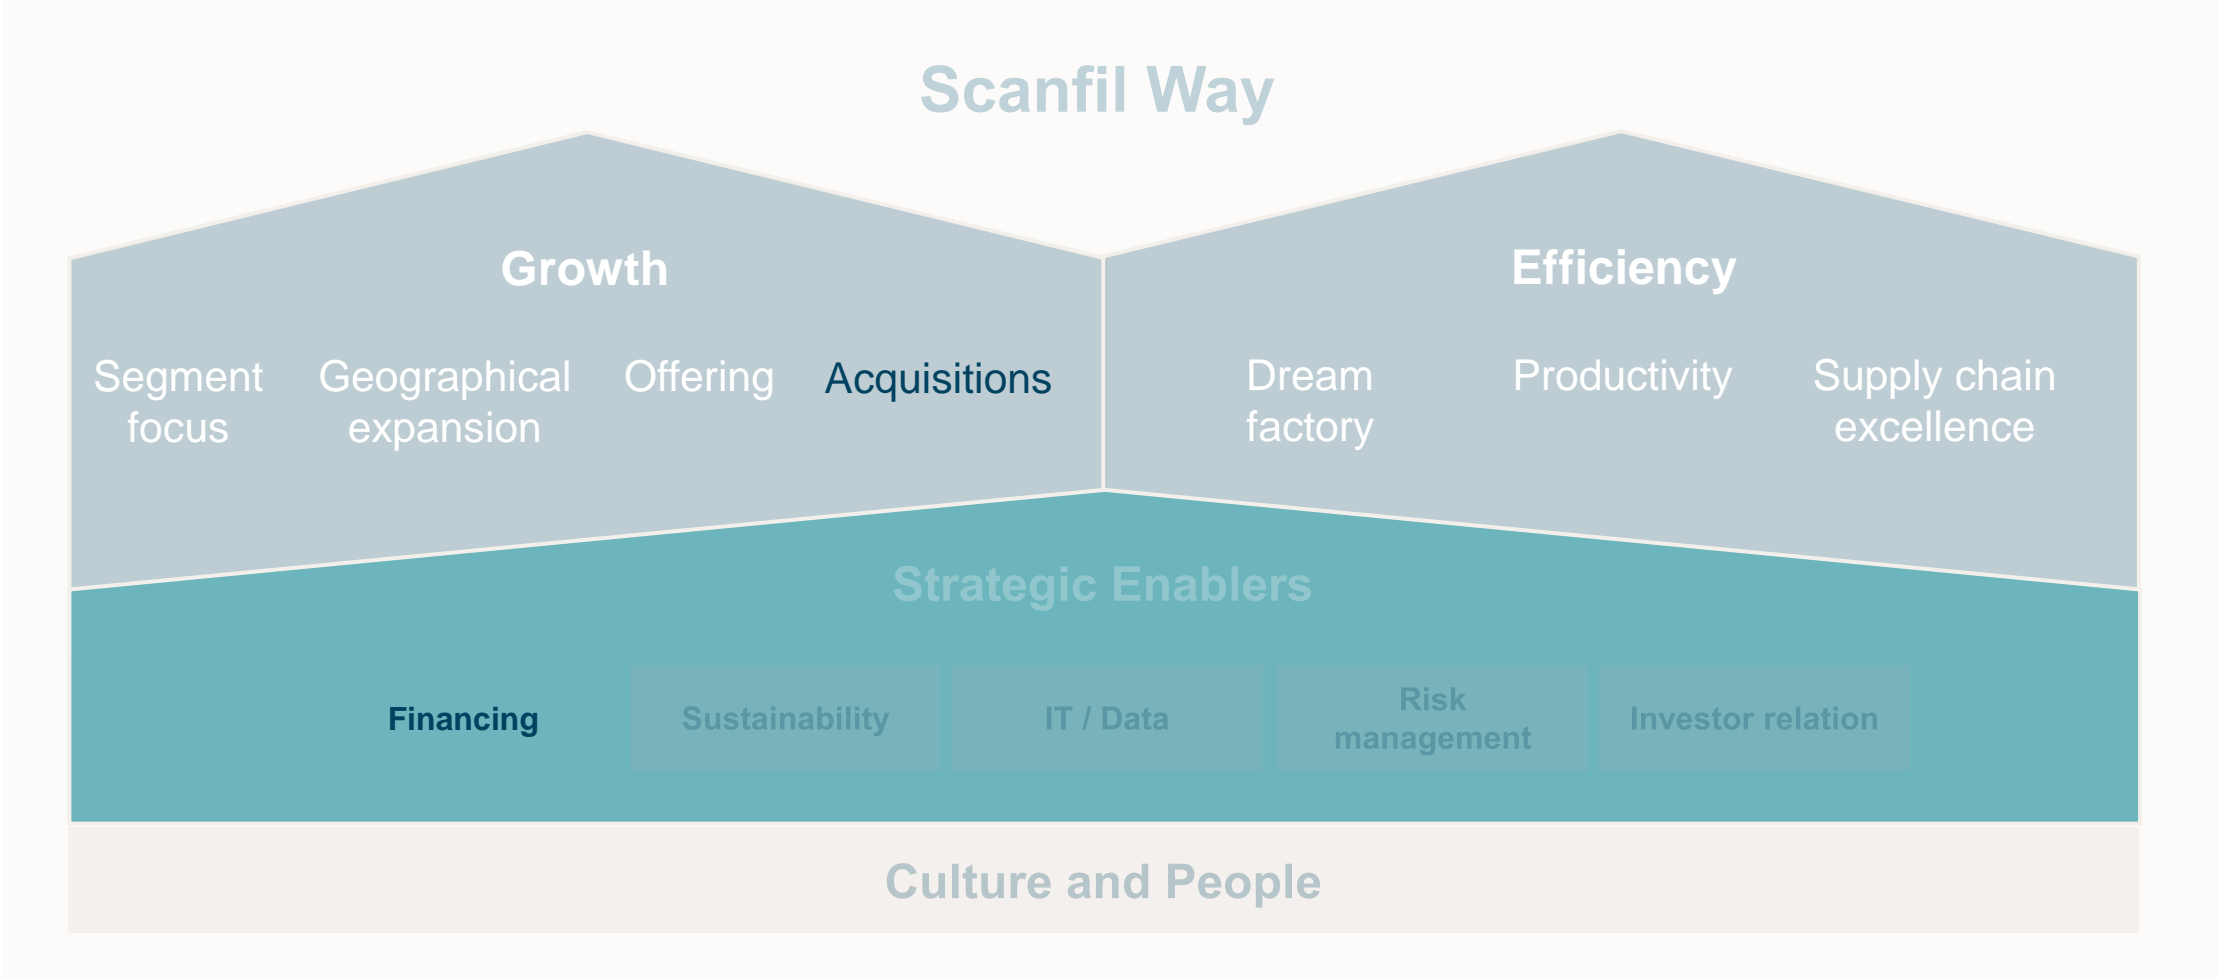 Scanfil Way
Growth
Segment
focus
Geographical
expansion
Offering
Acquisitions
Efficiency
Dream
factory
Productivity
Supply chain
excellence
Strategic Enablers
Financing
Sustainability
IT / Data
Risk
management
Investor relation
Culture and People